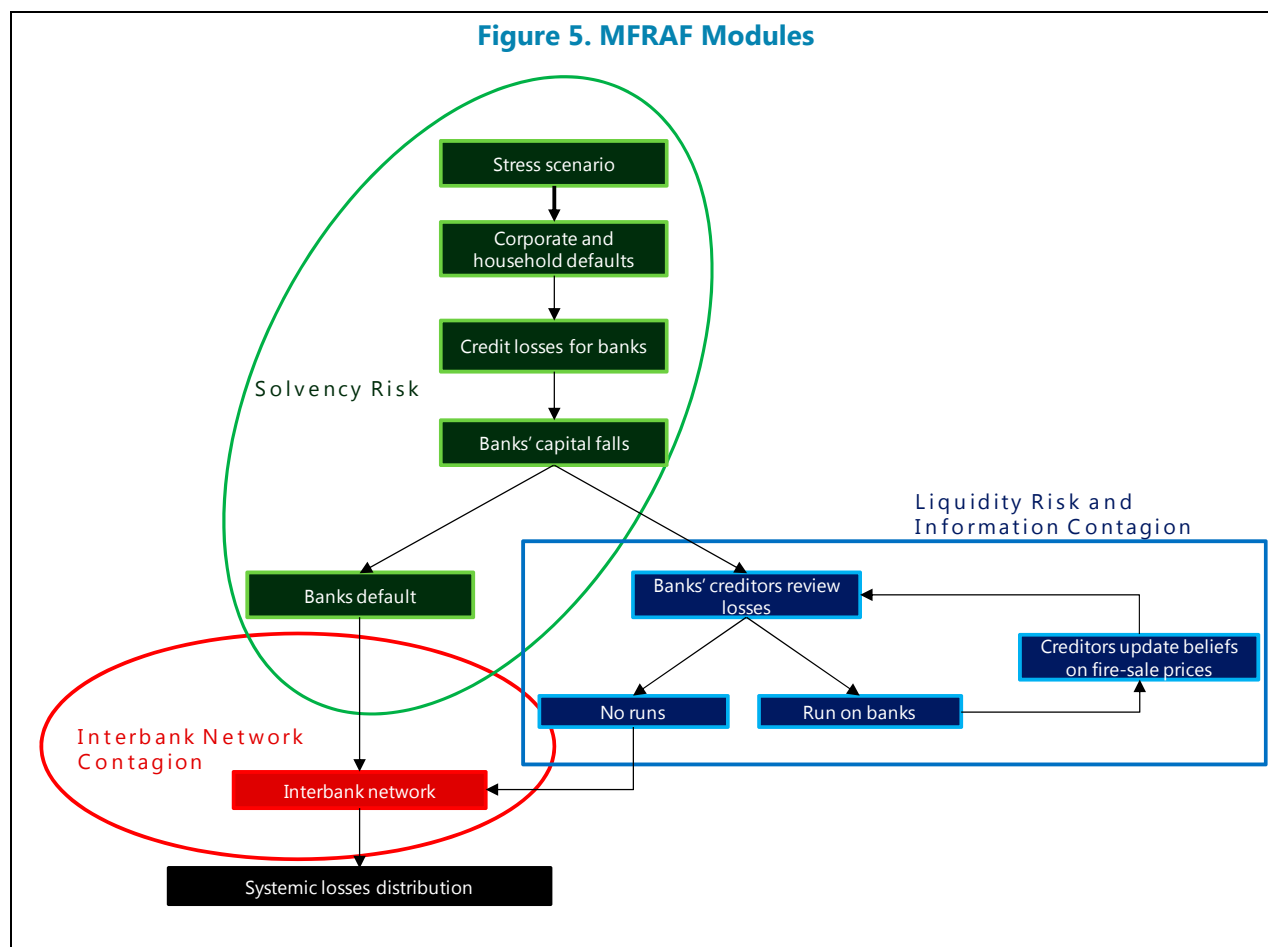 Figure 5. MFRAF Modules
Stress scenario
Corporate and
household defaults
Credit losses for banks
Solvency Risk
Banks' capital falls
Liquidity Risk and
Information Contagion
Banks default
Banks' creditors review
losses
Creditors update beliefs
on fire-sale prices
No runs
Run on banks
Interbank Network
Contagion
Interbank network
Systemic losses distribution